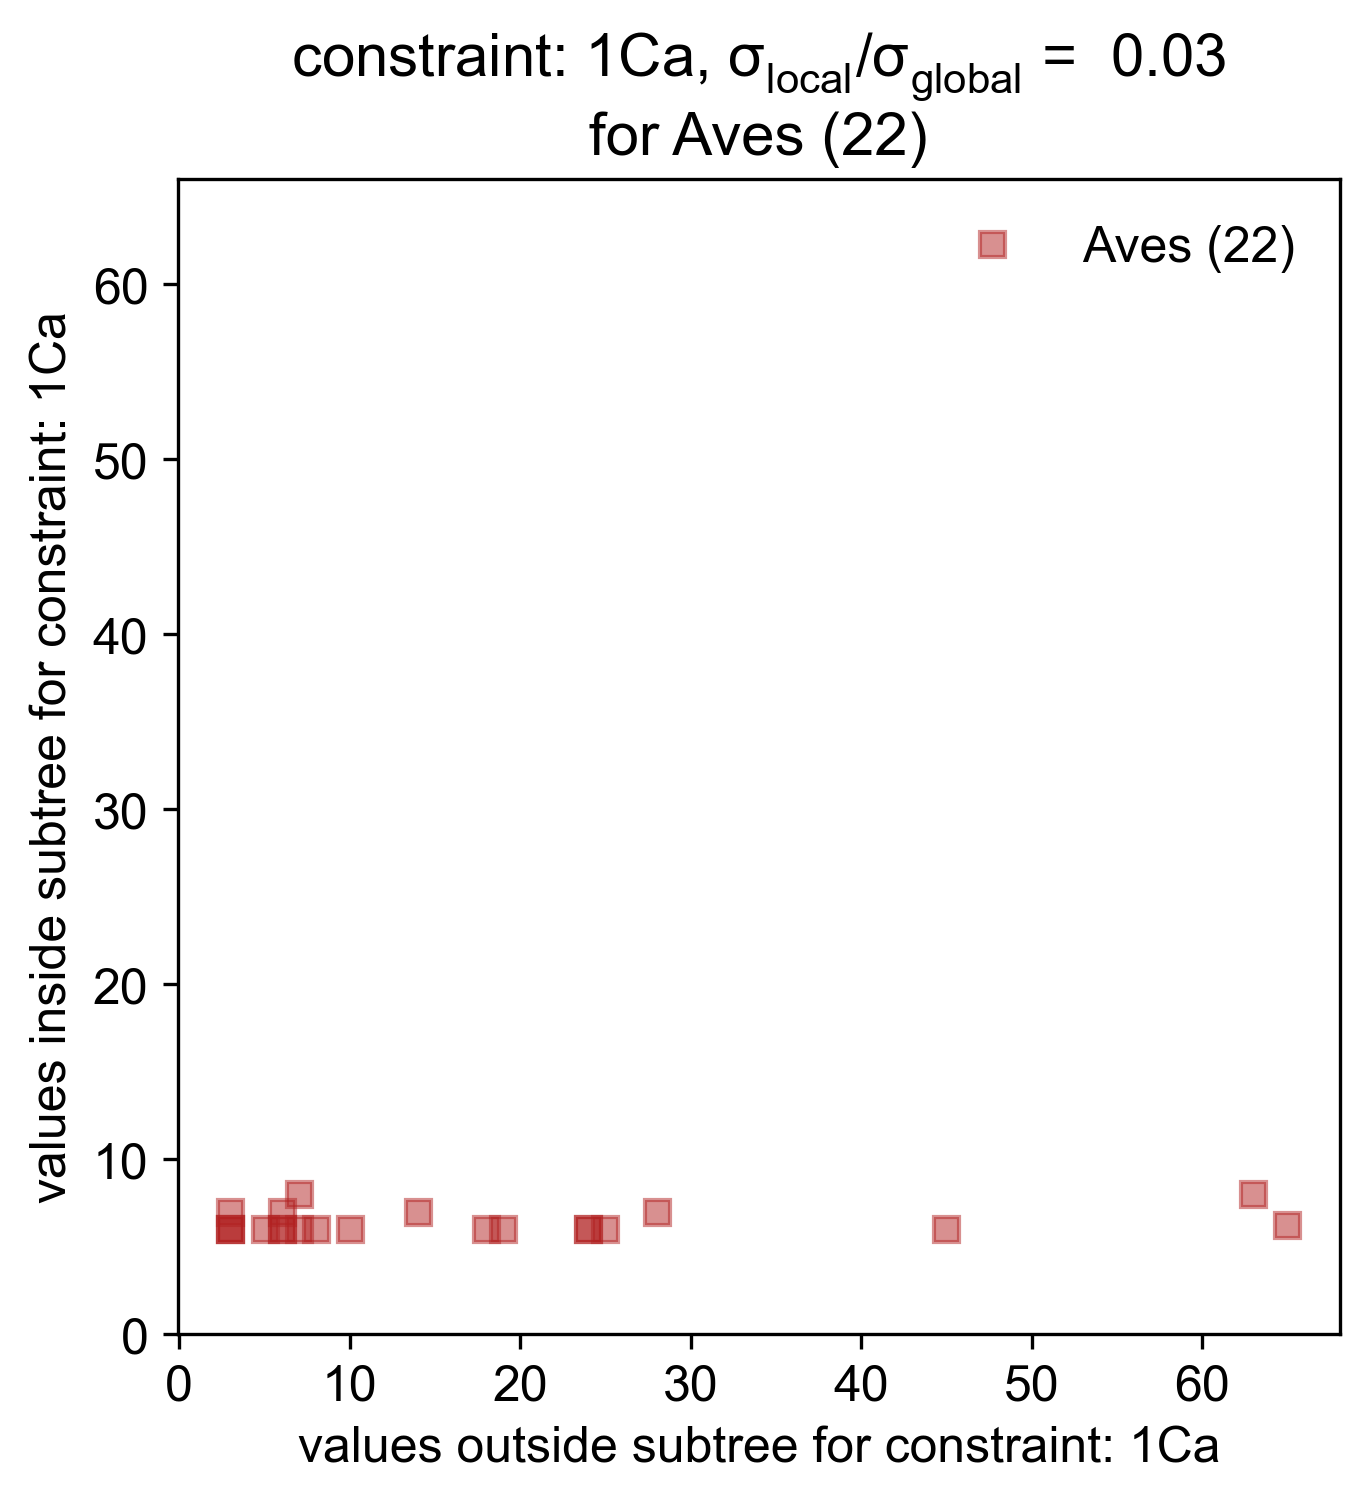 constraint: 1Ca, σlocal/σglobal = 0.03
for Aves (22)
Aves (22)
values inside subtree for constraint: 1Ca
60
50
40
30
20
10
0
0 10 20 30 40 50 60
values outside subtree for constraint: 1Ca